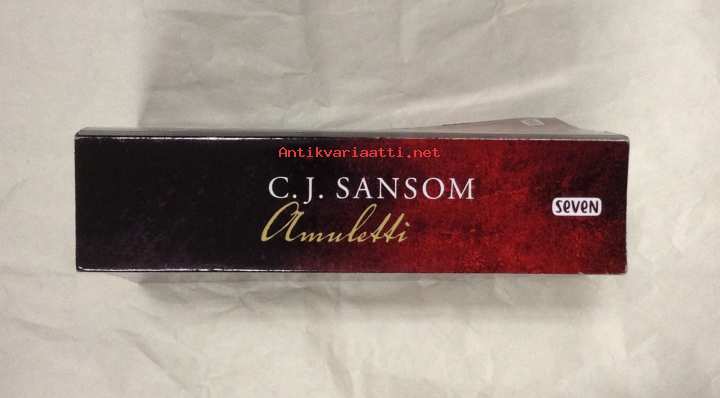 Antikvariaatti.net
C. J. SANSOM
Amuletti
SEVEN